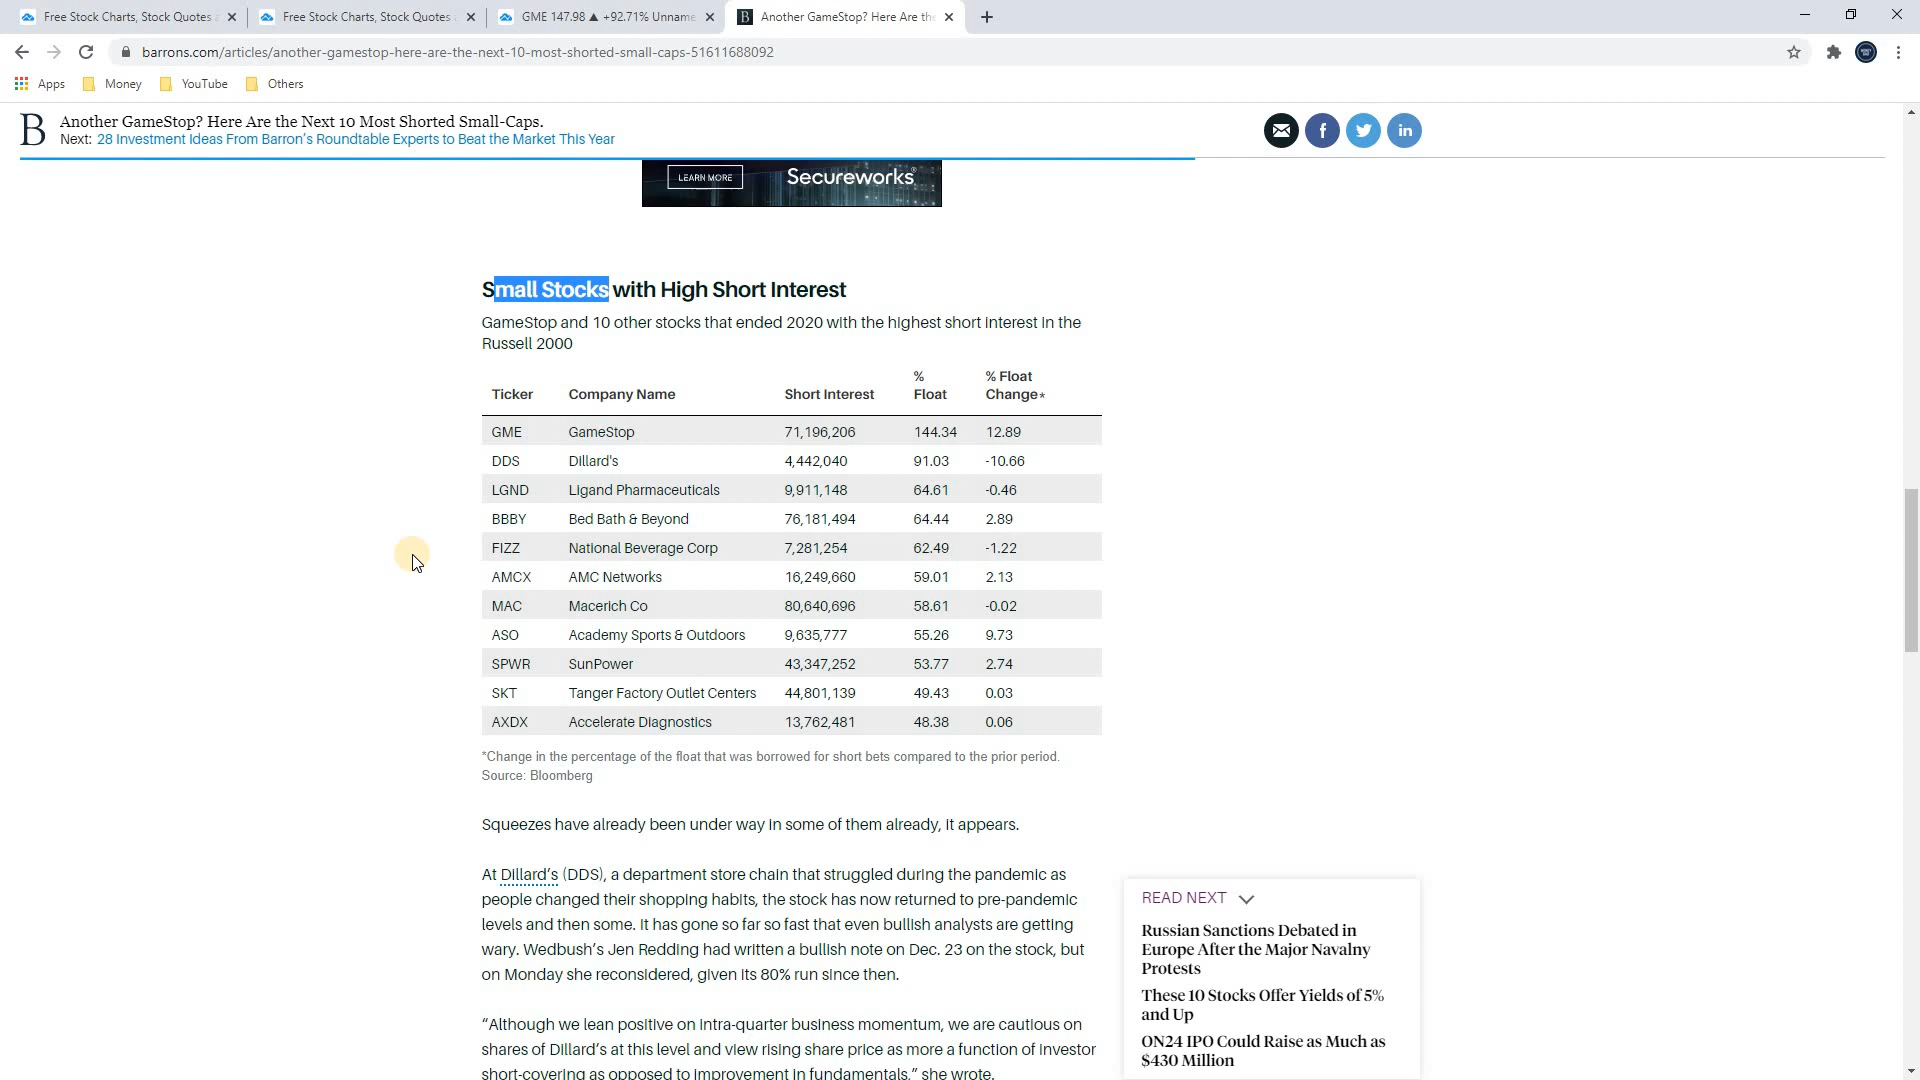 Free Stock Charts, Stock Quotes
Free Stock Charts, Stock Quotes
GME 147.98 ▲ +92.71% Unname
Another GameStop? Here Are the
barrons.com/articles/another-gamestop-here-are-the-next-10-most-shorted-small-caps-51611688092
Apps Money YouTube Others
B
Another GameStop? Here Are the Next 10 Most Shorted Small-Caps.
Next: 28 Investment Ideas From Barron's Roundtable Experts to Beat the Market This Year
LEARN MORE Secureworks
Small Stocks with High Short Interest
GameStop and 10 other stocks that ended 2020 with the highest short interest in the
Russell 2000
Ticker Company Name Short Interest % Float % Float Change*
GME GameStop 71,196,206 144.34 12.89
DDS Dillard's 4,442,040 91.03 -10.66
LGND Ligand Pharmaceuticals 9,911,148 64.61 -0.46
BBBY Bed Bath & Beyond 76,181,494 64.44 2.89
FIZZ National Beverage Corp 7,281,254 62.49 -1.22
AMCX AMC Networks 16,249,660 59.01 2.13
MAC Macerich Co 80,640,696 58.61 -0.02
ASO Academy Sports & Outdoors 9,635,777 55.26 9.73
SPWR SunPower 43,347,252 53.77 2.74
SKT Tanger Factory Outlet Centers 44,801,139 49.43 0.03
AXDX Accelerate Diagnostics 13,762,481 48.38 0.06
*Change in the percentage of the float that was borrowed for short bets compared to the prior period.
Source: Bloomberg
Squeezes have already been under way in some of them already, it appears.
At Dillard's (DDS), a department store chain that struggled during the pandemic as
people changed their shopping habits, the stock has now returned to pre-pandemic
levels and then some. It has gone so far so fast that even bullish analysts are getting
wary. Wedbush's Jen Redding had written a bullish note on Dec. 23 on the stock, but
on Monday she reconsidered, given its 80% run since then.
"Although we lean positive on intra-quarter business momentum, we are cautious on
shares of Dillard's at this level and view rising share price as more a function of investor
short-covering as opposed to improvement in fundamentals," she wrote.
READ NEXT
Russian Sanctions Debated in
Europe After the Major Navalny
Protests
These 10 Stocks Offer Yields of 5%
and Up
ON24 IPO Could Raise as Much as
$430 Million